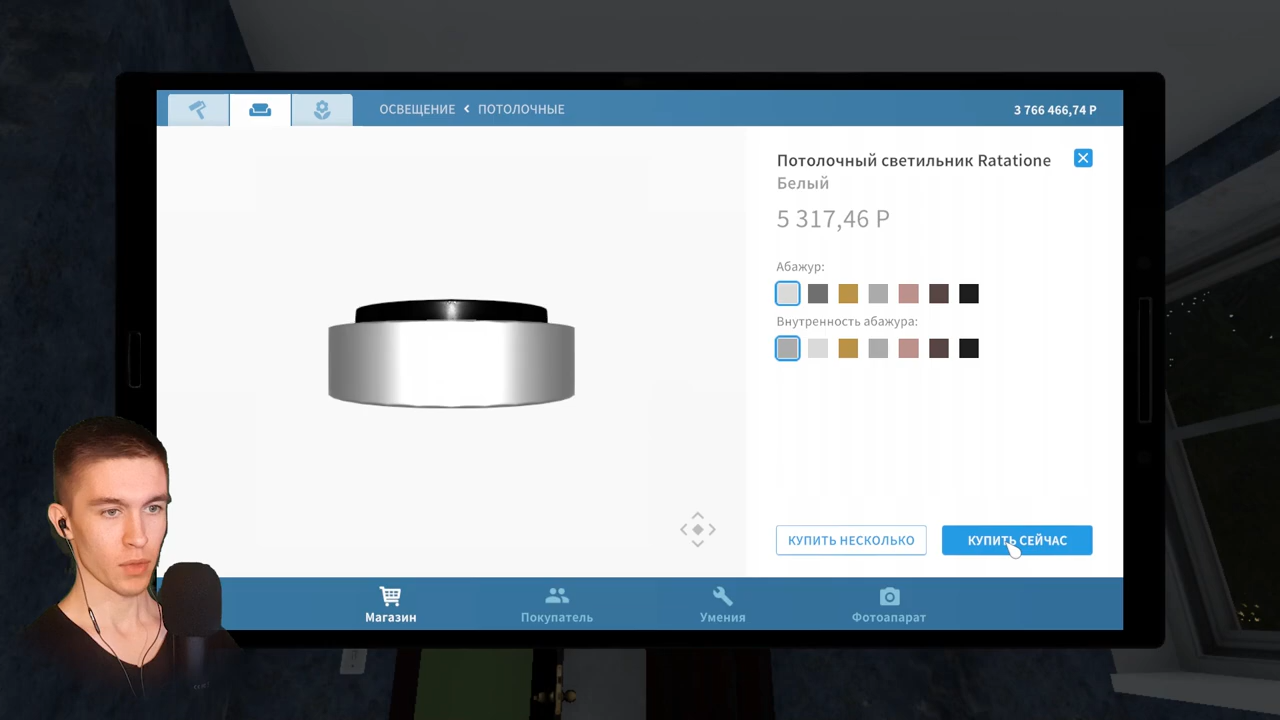 ОСВЕЩЕНИЕ < ПОТОЛОЧНЫЕ
3 766 466,74 Р
Потолочный светильник Ratatione
Белый
5 317,46 Р
Абажур:
Внутренность абажура:
КУПИТЬ НЕСКОЛЬКО
КУПИТЬ СЕЙЧАС
Магазин
Покупатель
Умения
Фотоапарат